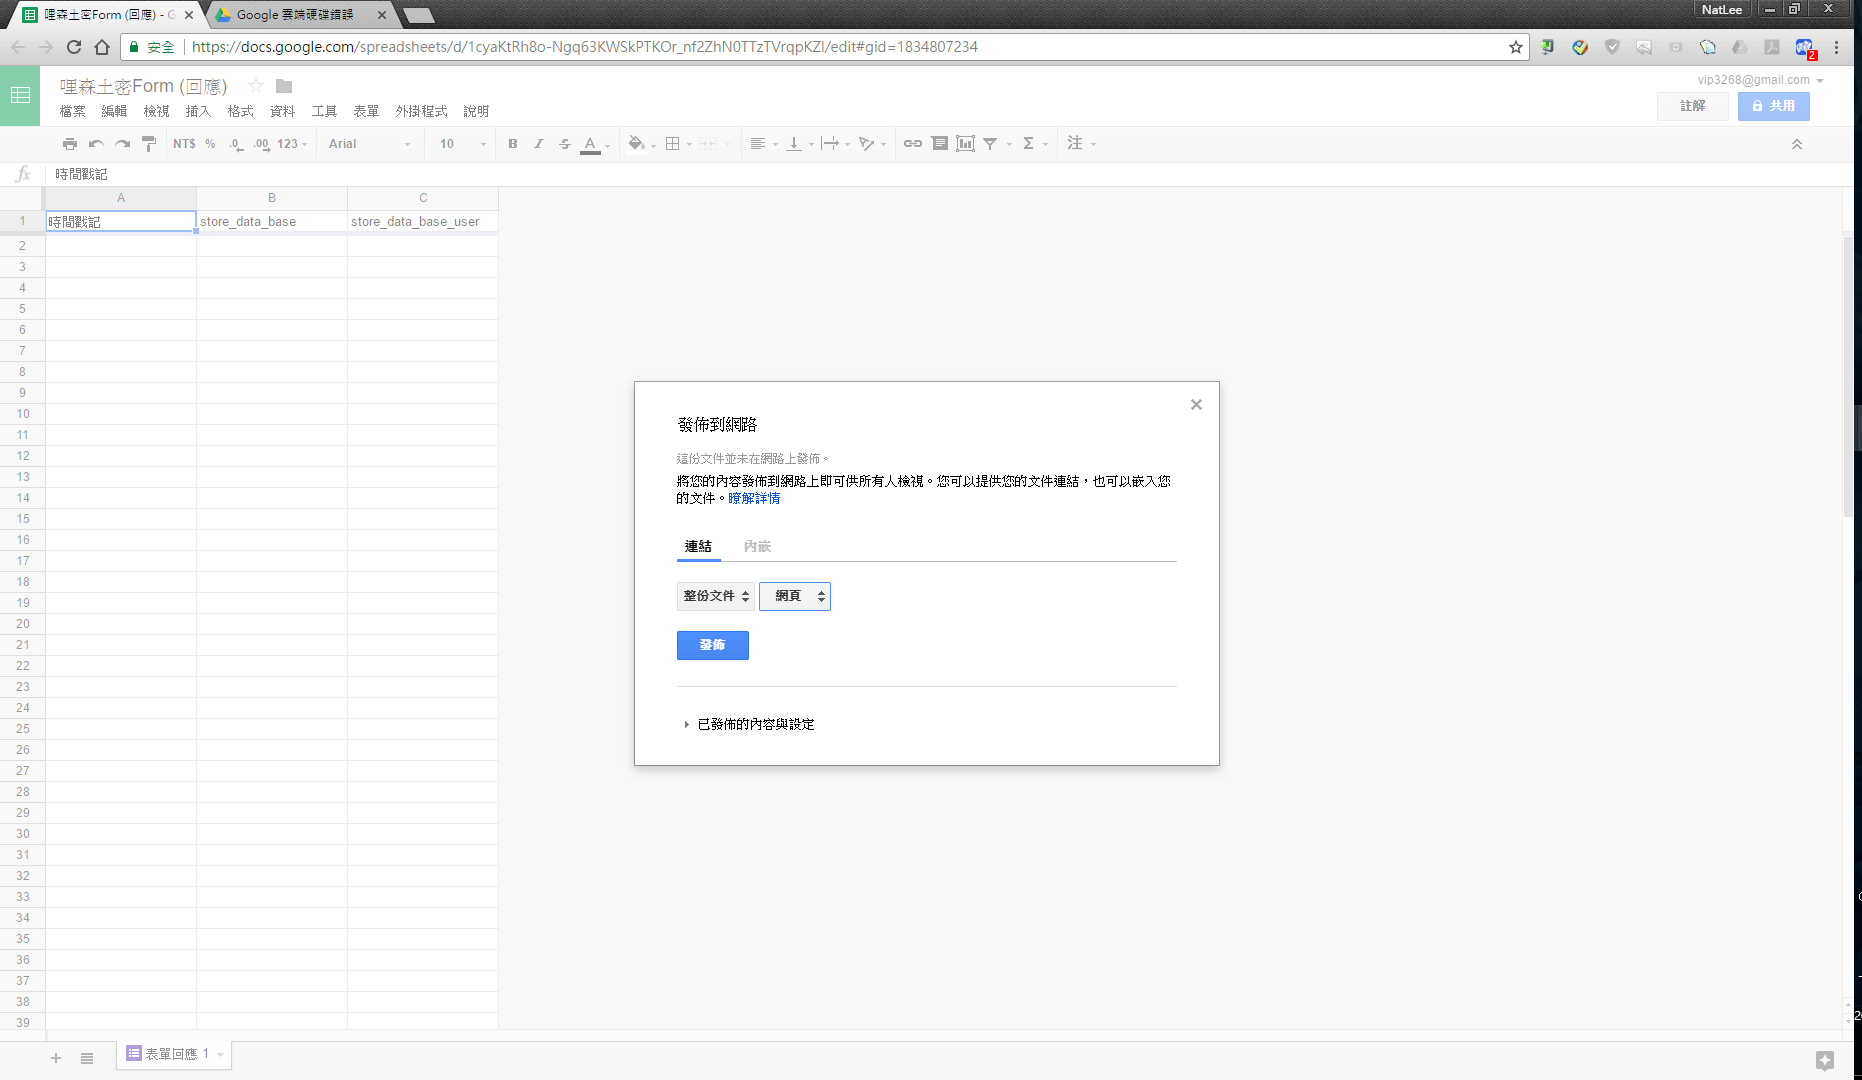 哩森土密Form (回應) - G
Google 雲端硬碟錯誤
NatLee
安全
https://docs.google.com/spreadsheets/d/1cyaKtRh8o-Ngq63KWSkPTKOr_nf2ZhN0TTzTVrqpKZI/edit#gid=1834807234
2
哩森土密Form (回應)
vip3268@gmail.com
檔案 編輯 檢視 插入 格式 資料 工具 表單 外掛程式 說明
註解
共用
NT$ % .0 .00 123 Arial 10 B I S A Σ 注
fx 時間戳記
A B C
1 時間戳記 store_data_base store_data_base_user
2
3
4
5
6
7
8
9
10
11
12
13
14
15
16
17
18
19
20
21
22
23
24
25
26
27
28
29
30
31
32
33
34
35
36
37
38
39
發佈到網路
這份文件並未在網路上發佈。
將您的內容發佈到網路上即可供所有人檢視。您可以提供您的文件連結，也可以嵌入您
的文件。瞭解詳情
連結 內嵌
整份文件 網頁
發佈
已發佈的內容與設定
表單回應 1